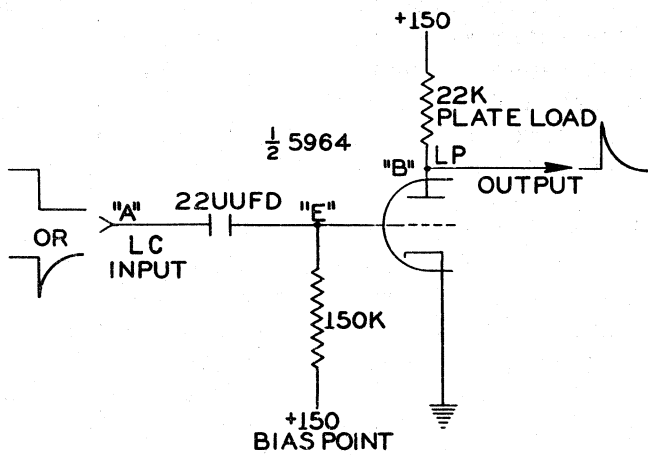 +150
22K
PLATE LOAD
½ 5964
"B" LP
OUTPUT
"A" 22UUFD "E"
OR
LC
INPUT
150K
+150
BIAS POINT